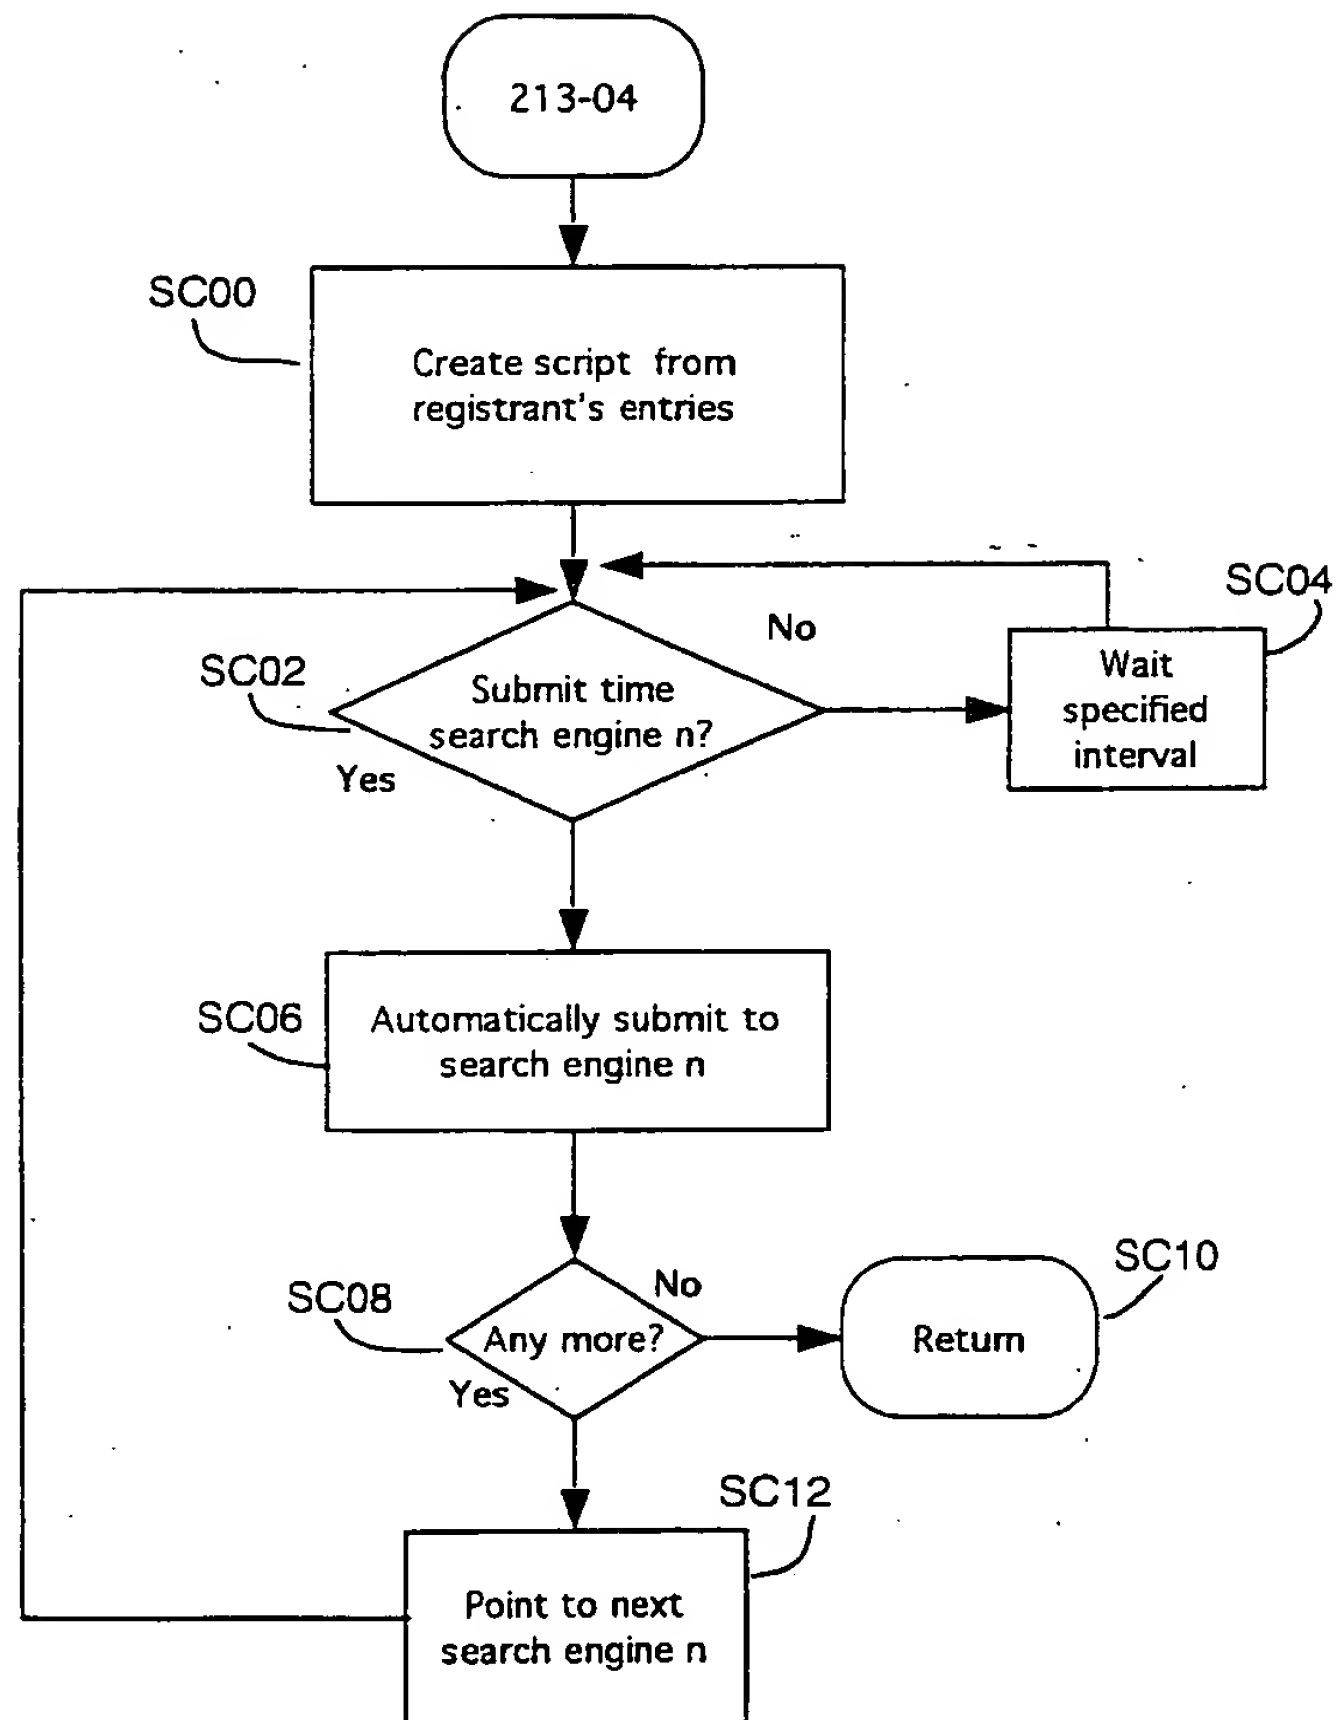 213-04
SC00
Create script from
registrant's entries
SC04
No
Wait
specified
interval
SC02
Submit time
search engine n?
Yes
SC06
Automatically submit to
search engine n
SC08
No
Any more?
Yes
SC10
Return
SC12
Point to next
search engine n